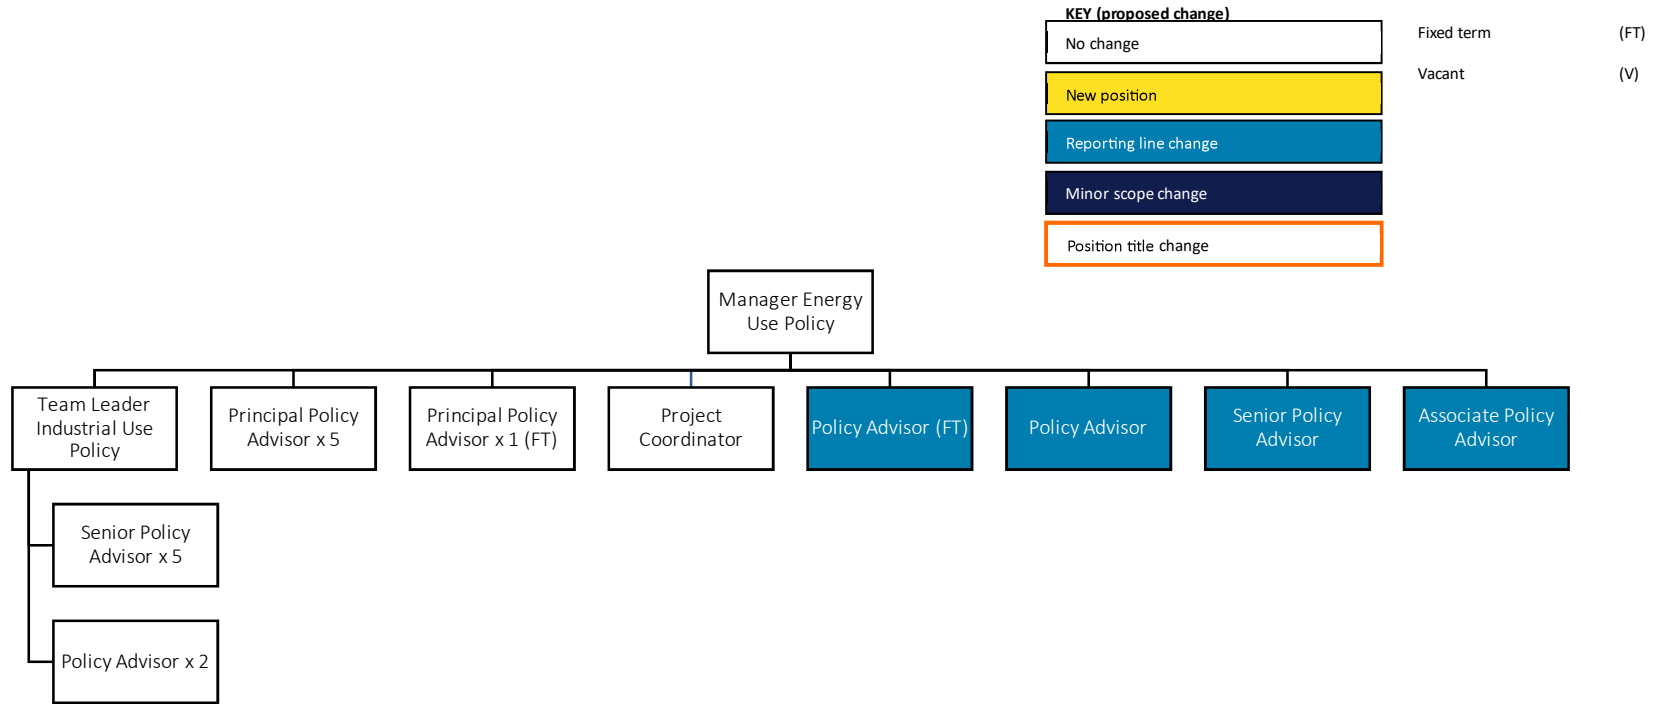 KEY (proposed change)
No change
Fixed term (FT)
New position
Vacant (V)
Reporting line change
Minor scope change
Position title change
Manager Energy
Use Policy
Team Leader
Industrial Use
Policy
Principal Policy
Advisor x 5
Principal Policy
Advisor x 1 (FT)
Project
Coordinator
Policy Advisor (FT)
Policy Advisor
Senior Policy
Advisor
Associate Policy
Advisor
Senior Policy
Advisor x 5
Policy Advisor x 2